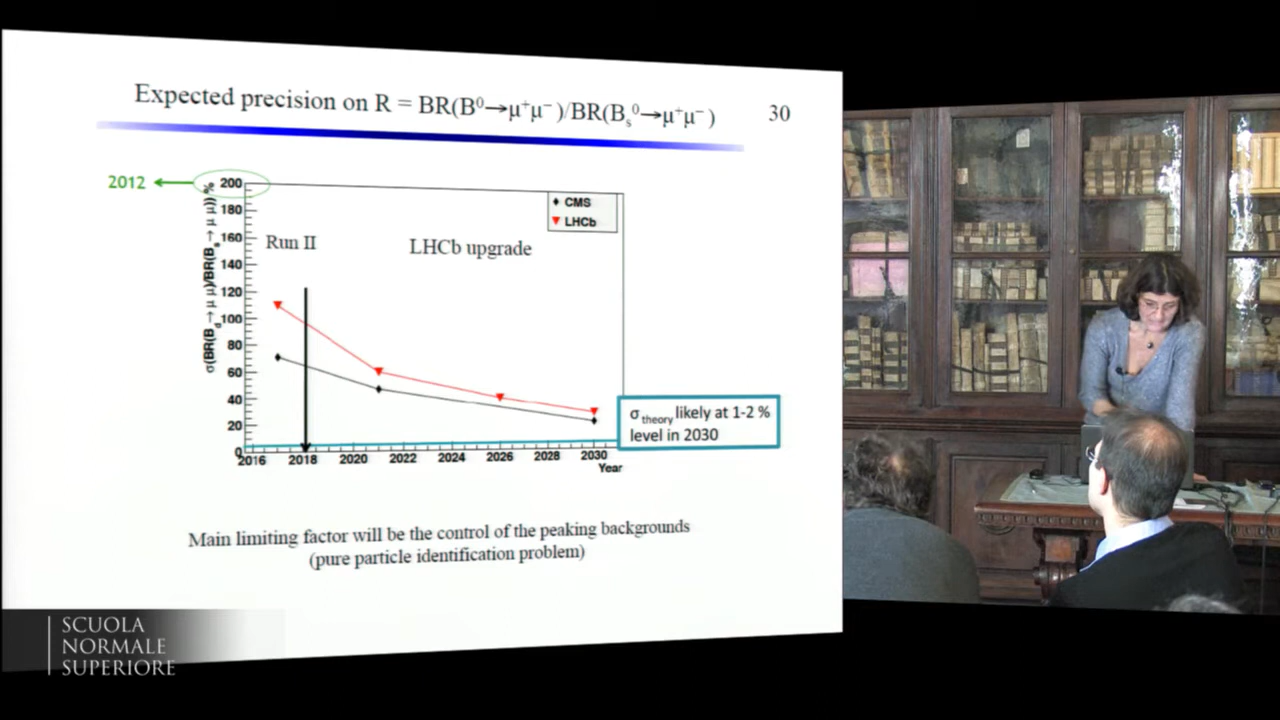 Expected precision on R = BR(B⁰→μ⁺μ⁻)/BR(Bₛ⁰→μ⁺μ⁻)
30
2012
200
180
160
140
120
100
80
60
40
20
0
σ(BR(B_d→ μ μ)/BR(B_s→ μ μ)) %
CMS
LHCb
Run II
LHCb upgrade
2016 2018 2020 2022 2024 2026 2028 2030
Year
σ theory likely at 1-2 %
level in 2030
Main limiting factor will be the control of the peaking backgrounds
(pure particle identification problem)
SCUOLA
NORMALE
SUPERIORE